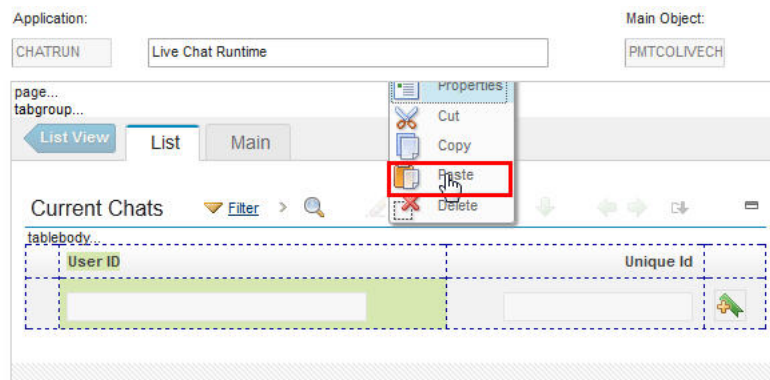 Application:
Main Object:
CHATRUN
Live Chat Runtime
PMTCOLIVECH
page...
tabgroup...
Properties
Cut
Copy
Paste
Delete
List View
List
Main
Current Chats
Filter
>
tablebody...
User ID
Unique Id